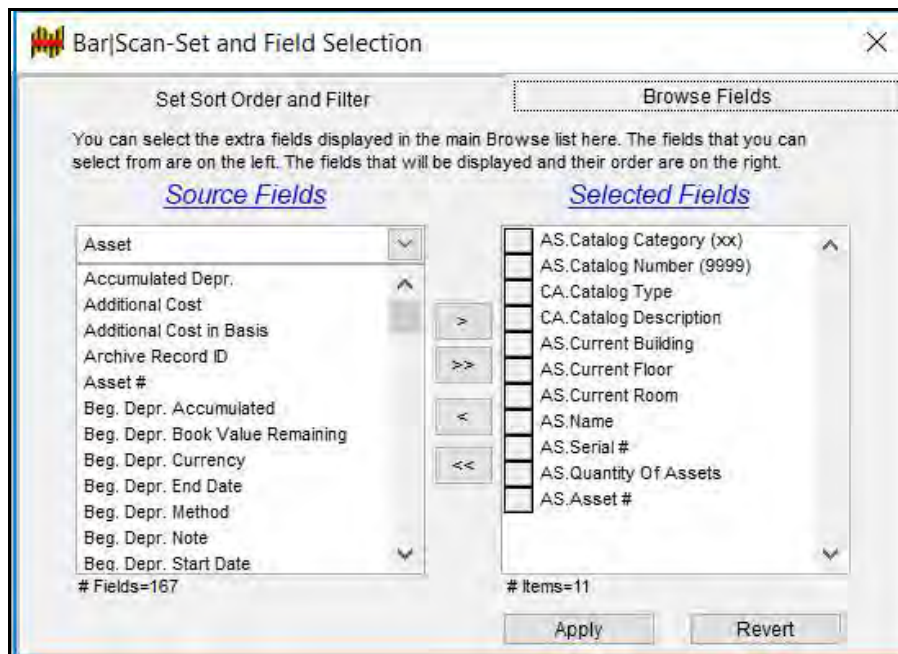 Bar|Scan-Set and Field Selection
Set Sort Order and Filter
Browse Fields
You can select the extra fields displayed in the main Browse list here. The fields that you can
select from are on the left. The fields that will be displayed and their order are on the right.
Source Fields
Asset
Accumulated Depr.
Additional Cost
Additional Cost in Basis
Archive Record ID
Asset #
Beg. Depr. Accumulated
Beg. Depr. Book Value Remaining
Beg. Depr. Currency
Beg. Depr. End Date
Beg. Depr. Method
Beg. Depr. Note
Beg. Depr. Start Date
# Fields=167
>
>>
<
<<
Selected Fields
AS.Catalog Category (xx)
AS.Catalog Number (9999)
CA.Catalog Type
CA.Catalog Description
AS.Current Building
AS.Current Floor
AS.Current Room
AS.Name
AS.Serial #
AS.Quantity Of Assets
AS.Asset #
# Items=11
Apply
Revert